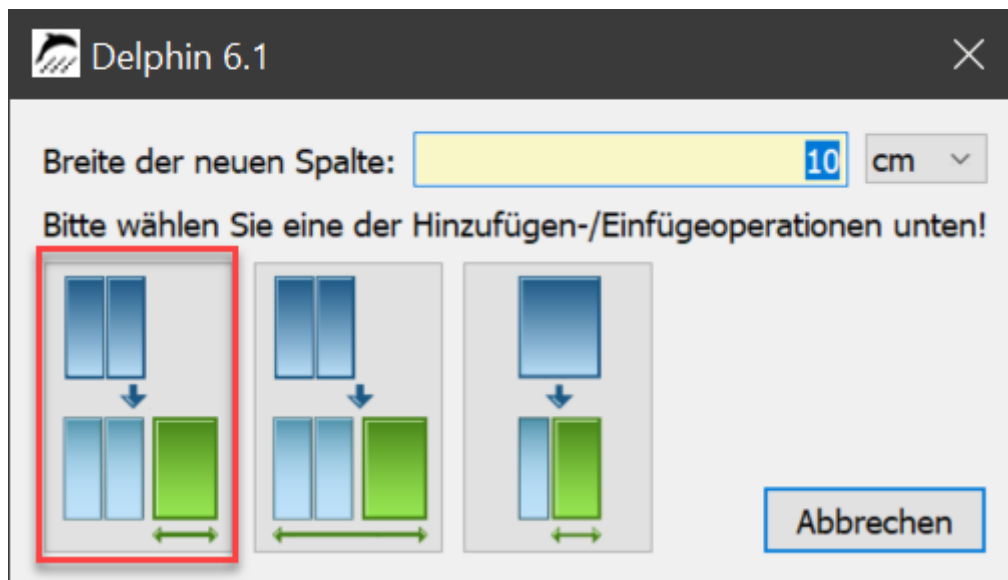 Delphin 6.1
Breite der neuen Spalte: 10 cm
Bitte wählen Sie eine der Hinzufügen-/Einfügeoperationen unten!
Abbrechen